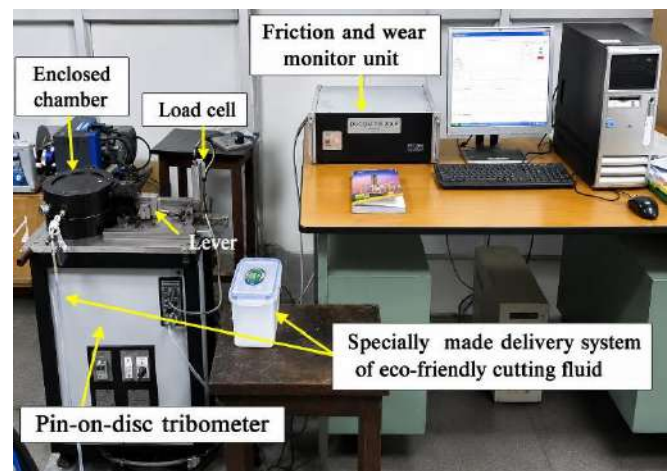 Friction and wear
monitor unit
Enclosed
chamber
Load cell
Lever
Specially made delivery system
of eco-friendly cutting fluid
Pin-on-disc tribometer